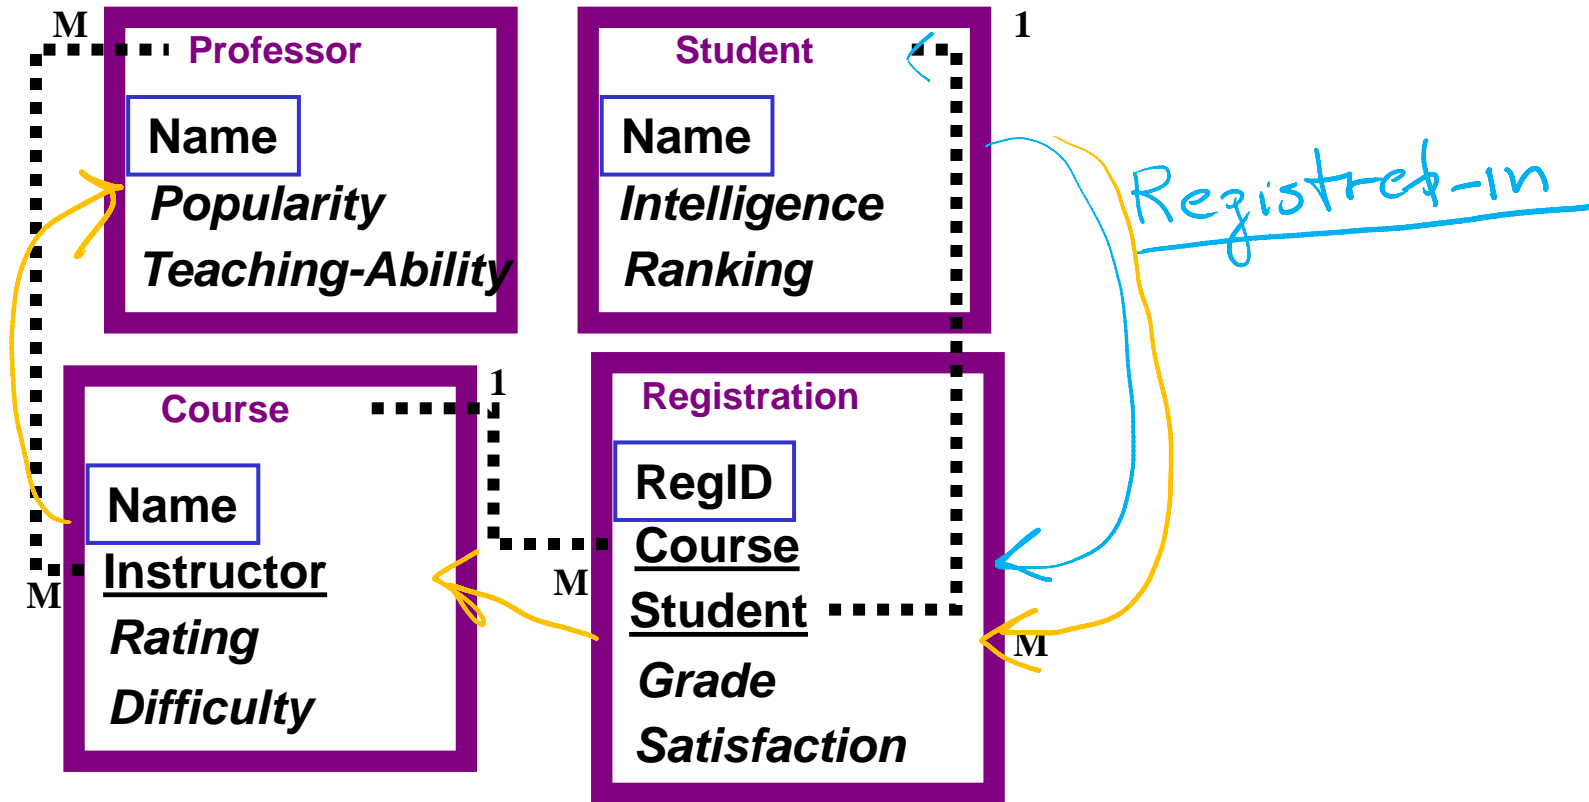 M
Professor
Name
Popularity
Teaching-Ability
1
Student
Name
Intelligence
Ranking
Registred-in
1
Course
Name
Instructor
M
Rating
Difficulty
Registration
RegID
Course
M
Student
M
Grade
Satisfaction